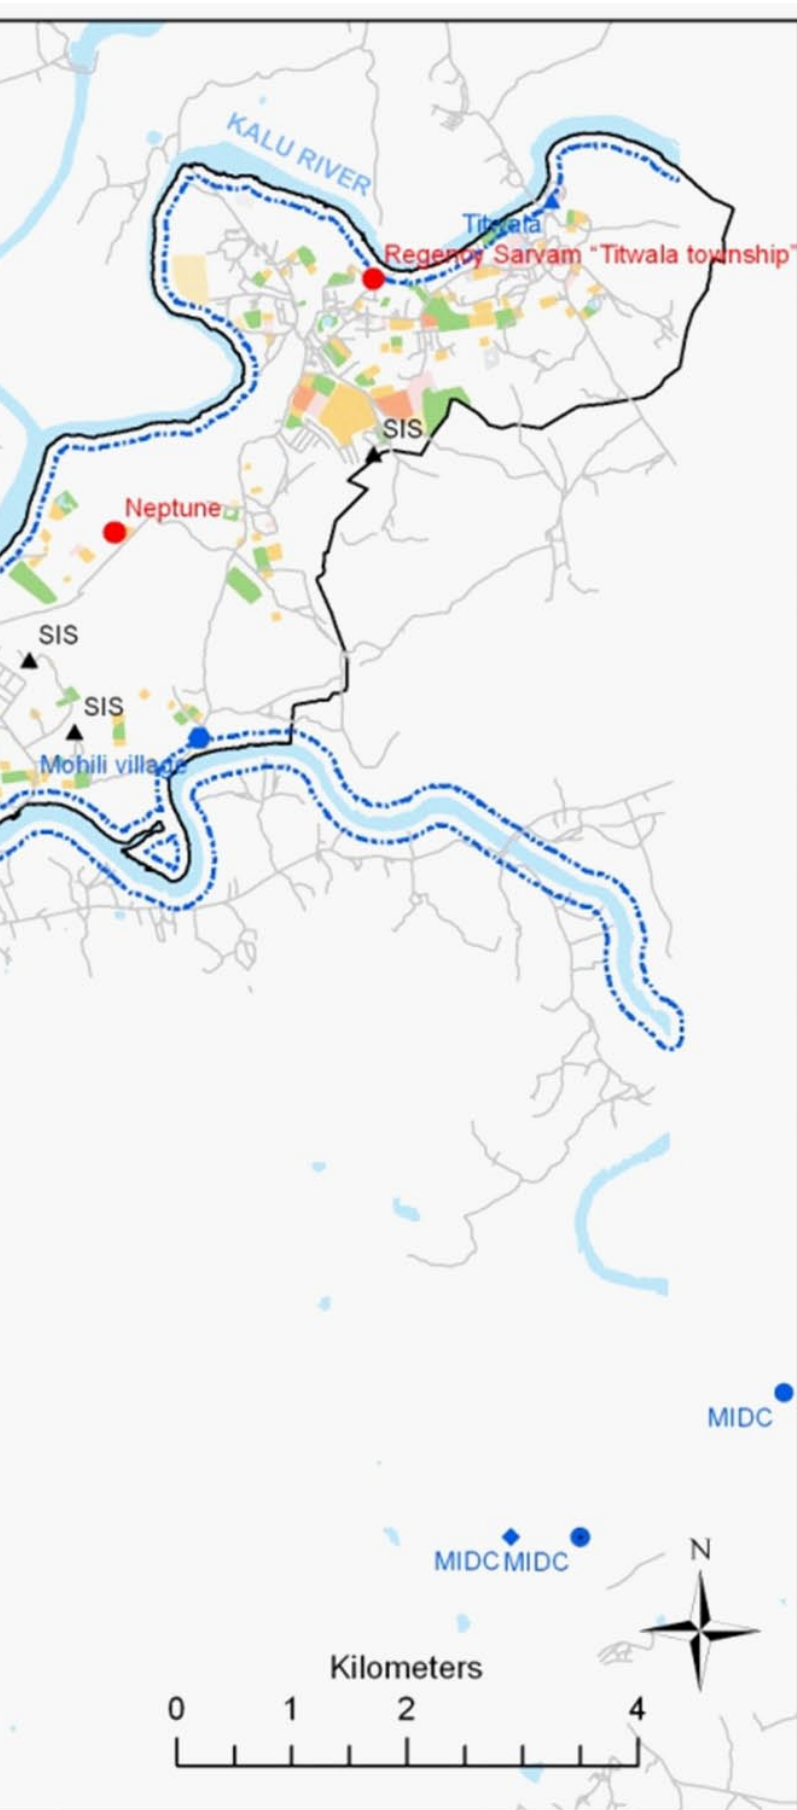 KALU RIVER
Titwala
Regency Sarvam “Titwala township”
SIS
Neptune
SIS
SIS
Mohili village
MIDC
MIDC MIDC
N
Kilometers
0 1 2 4